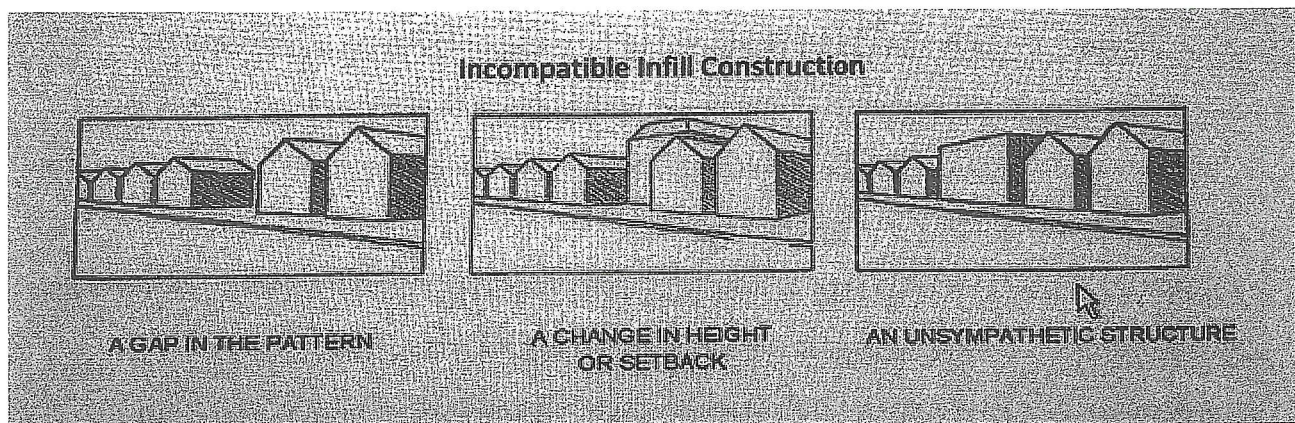 Incompatible Infill Construction
A GAP IN THE PATTERN
A CHANGE IN HEIGHT
OR SETBACK
AN UNSYMPATHETIC STRUCTURE